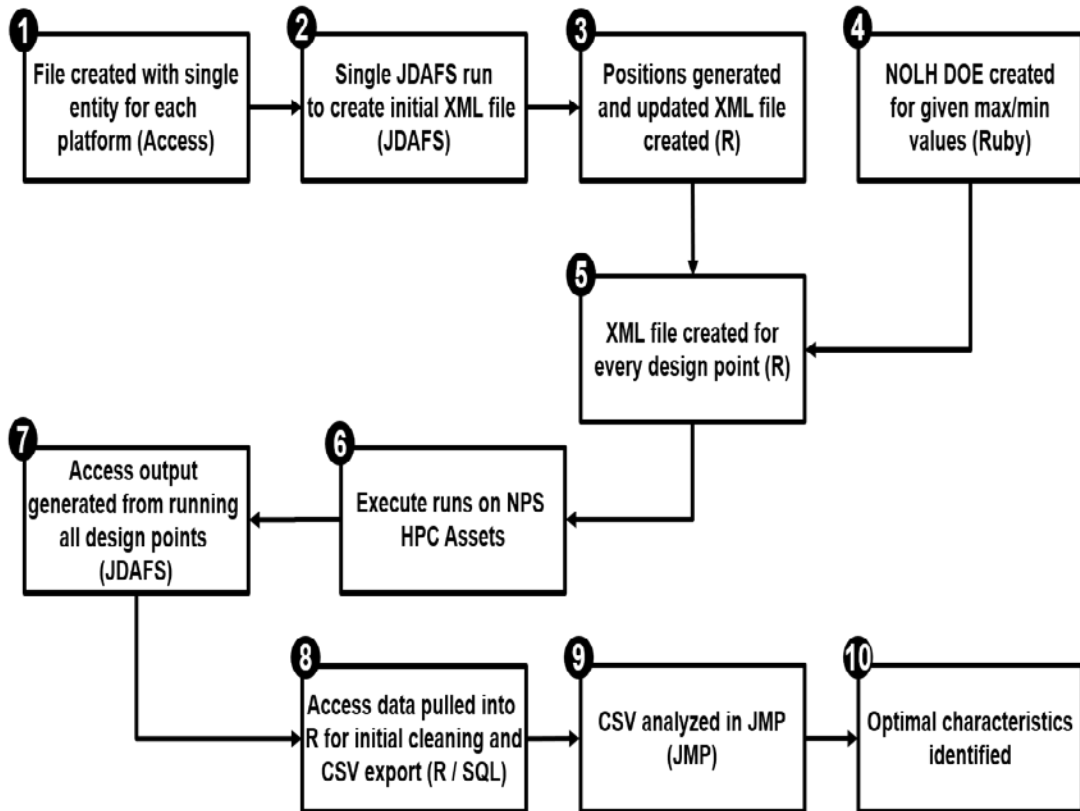 1
File created with single
entity for each
platform (Access)
2
Single JDAFS run
to create initial XML file
(JDAFS)
3
Positions generated
and updated XML file
created (R)
4
NOLH DOE created
for given max/min
values (Ruby)
5
XML file created for
every design point (R)
6
Execute runs on NPS
HPC Assets
7
Access output
generated from running
all design points
(JDAFS)
8
Access data pulled into
R for initial cleaning and
CSV export (R / SQL)
9
CSV analyzed in JMP
(JMP)
10
Optimal characteristics
identified